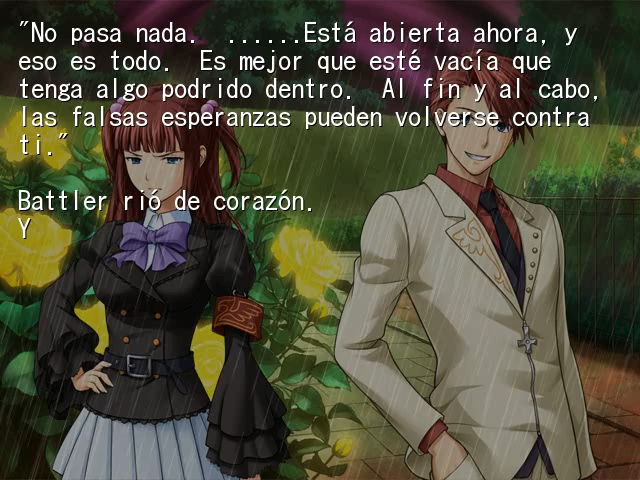 "No pasa nada.  ......Está abierta ahora, y
eso es todo.  Es mejor que esté vacía que
tenga algo podrido dentro.  Al fin y al cabo,
las falsas esperanzas pueden volverse contra
ti."
Battler rió de corazón.
Y